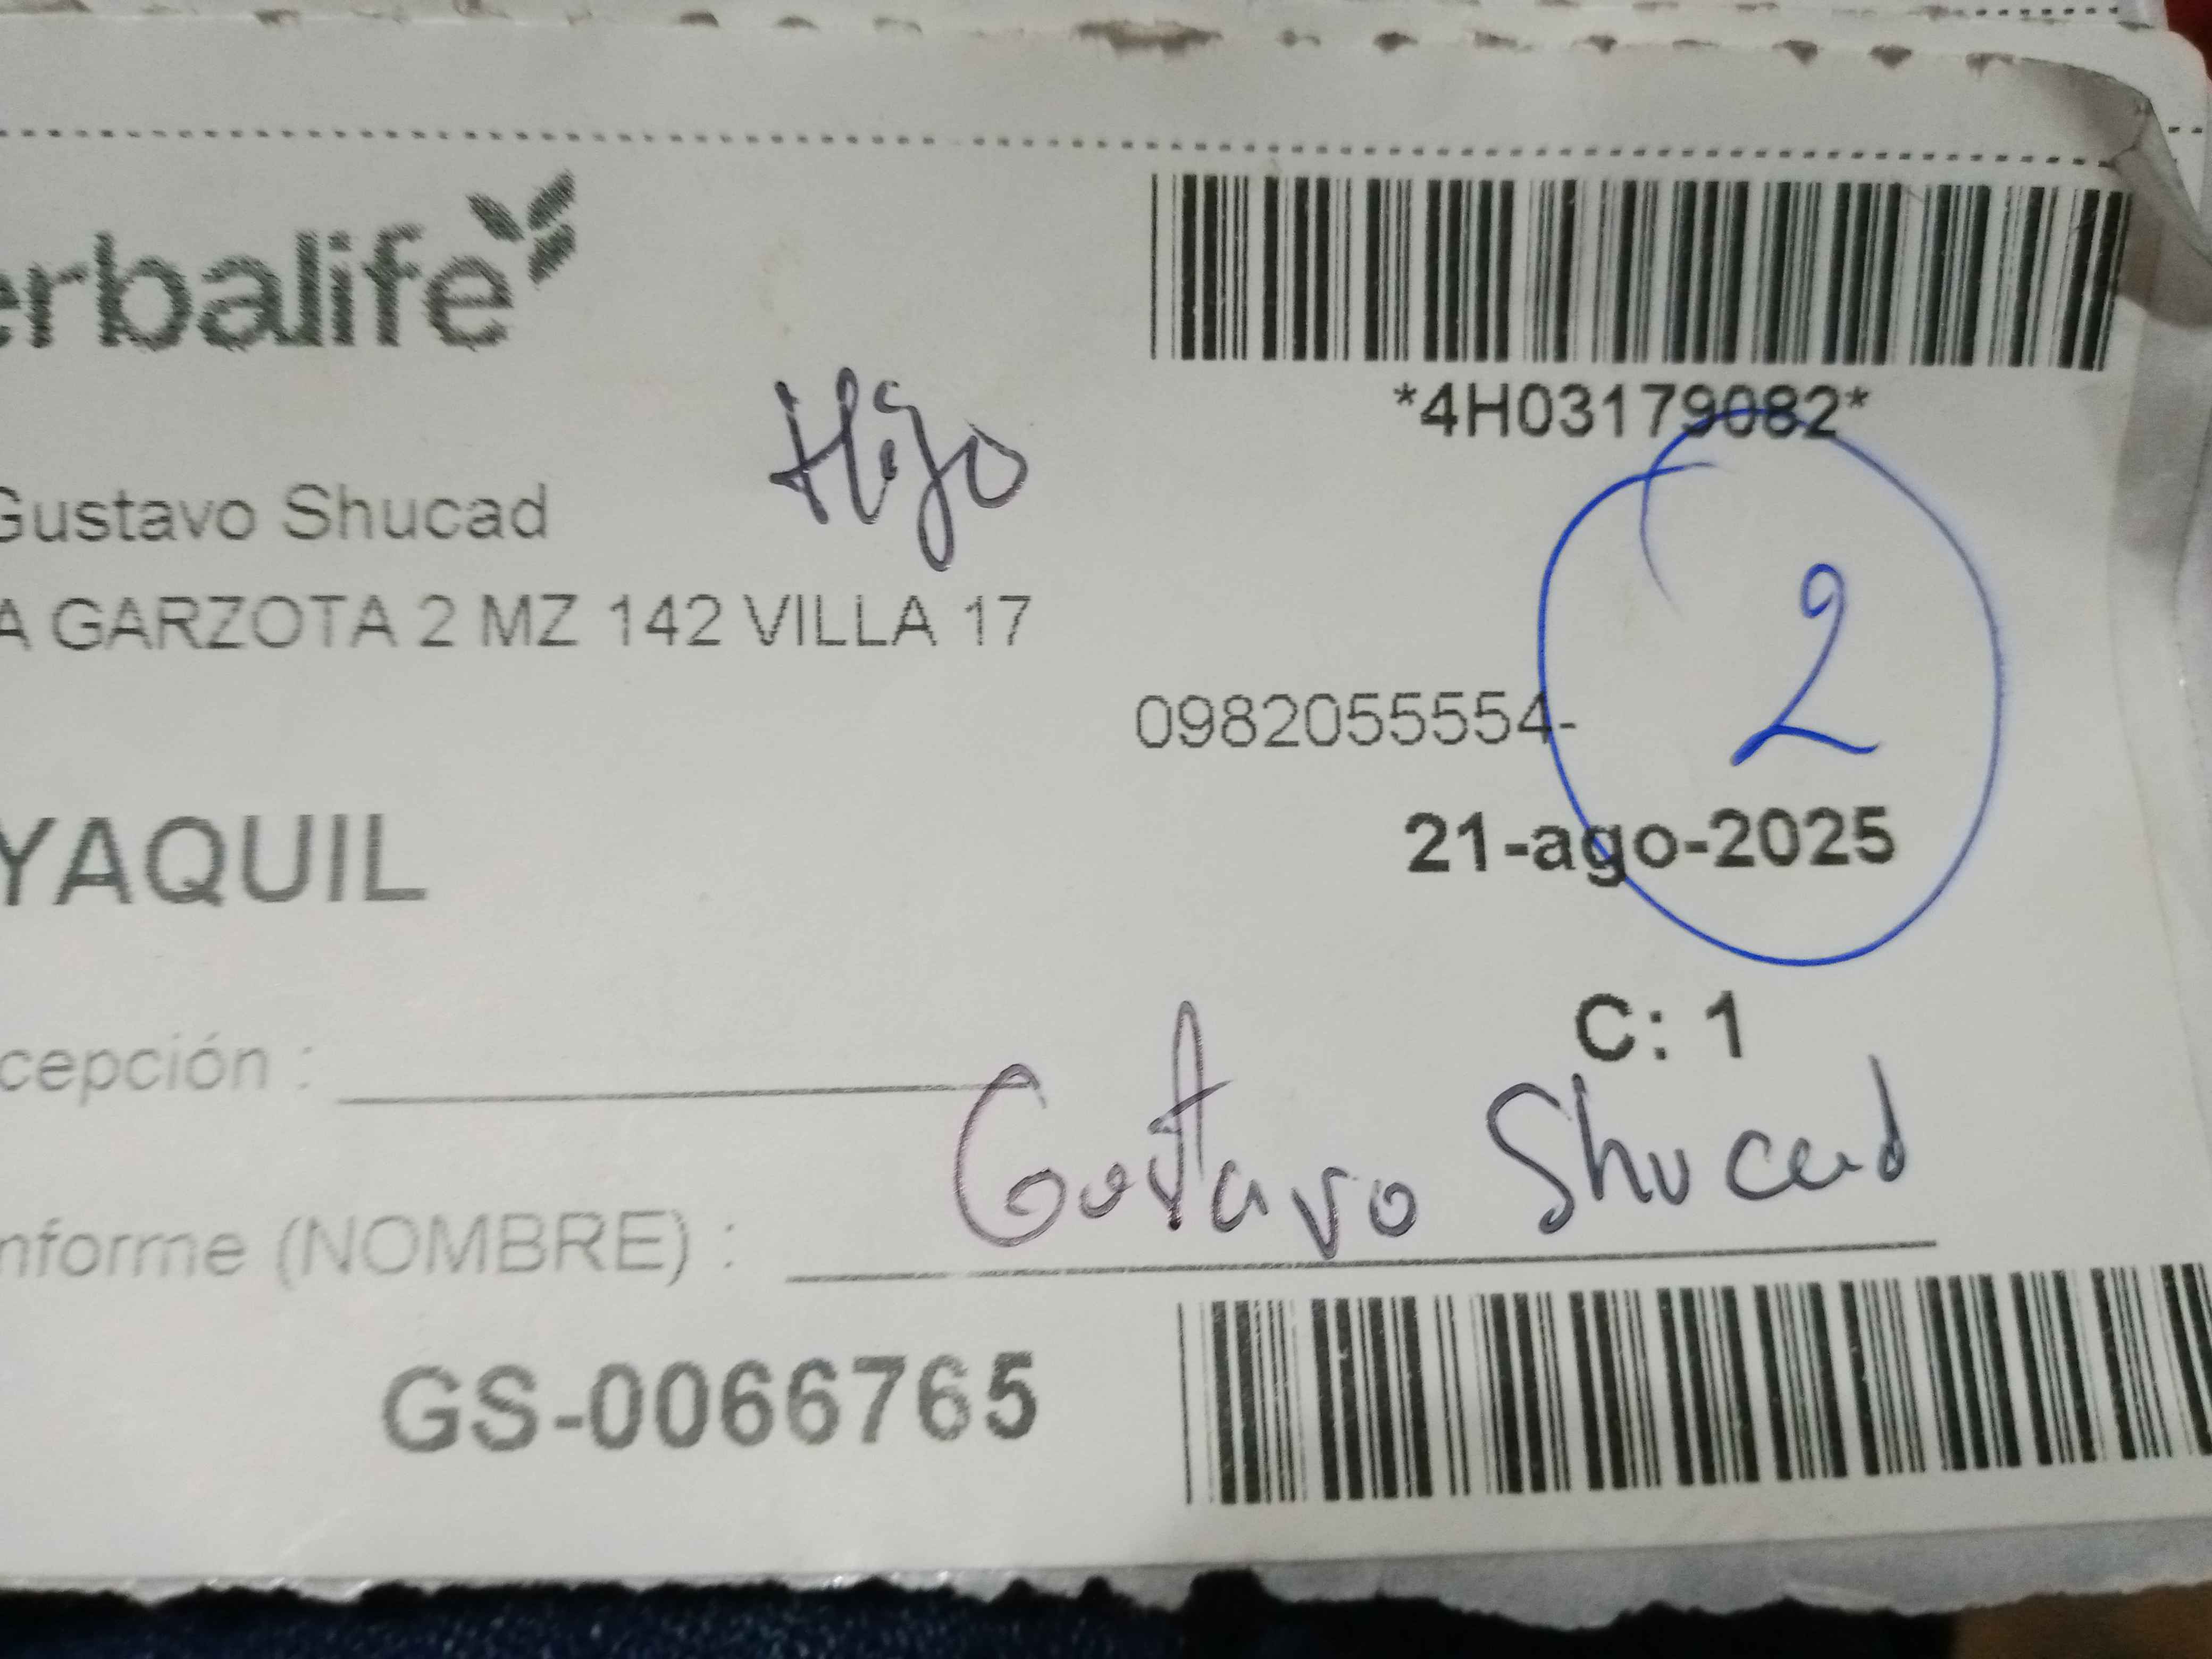 erbalife
*4H03179082*
Hijo
Gustavo Shucad
A GARZOTA 2 MZ 142 VILLA 17
2
0982055554-
21-ago-2025
YAQUIL
C: 1
cepción :
Gustavo Shucad
nforme (NOMBRE) :
GS-0066765